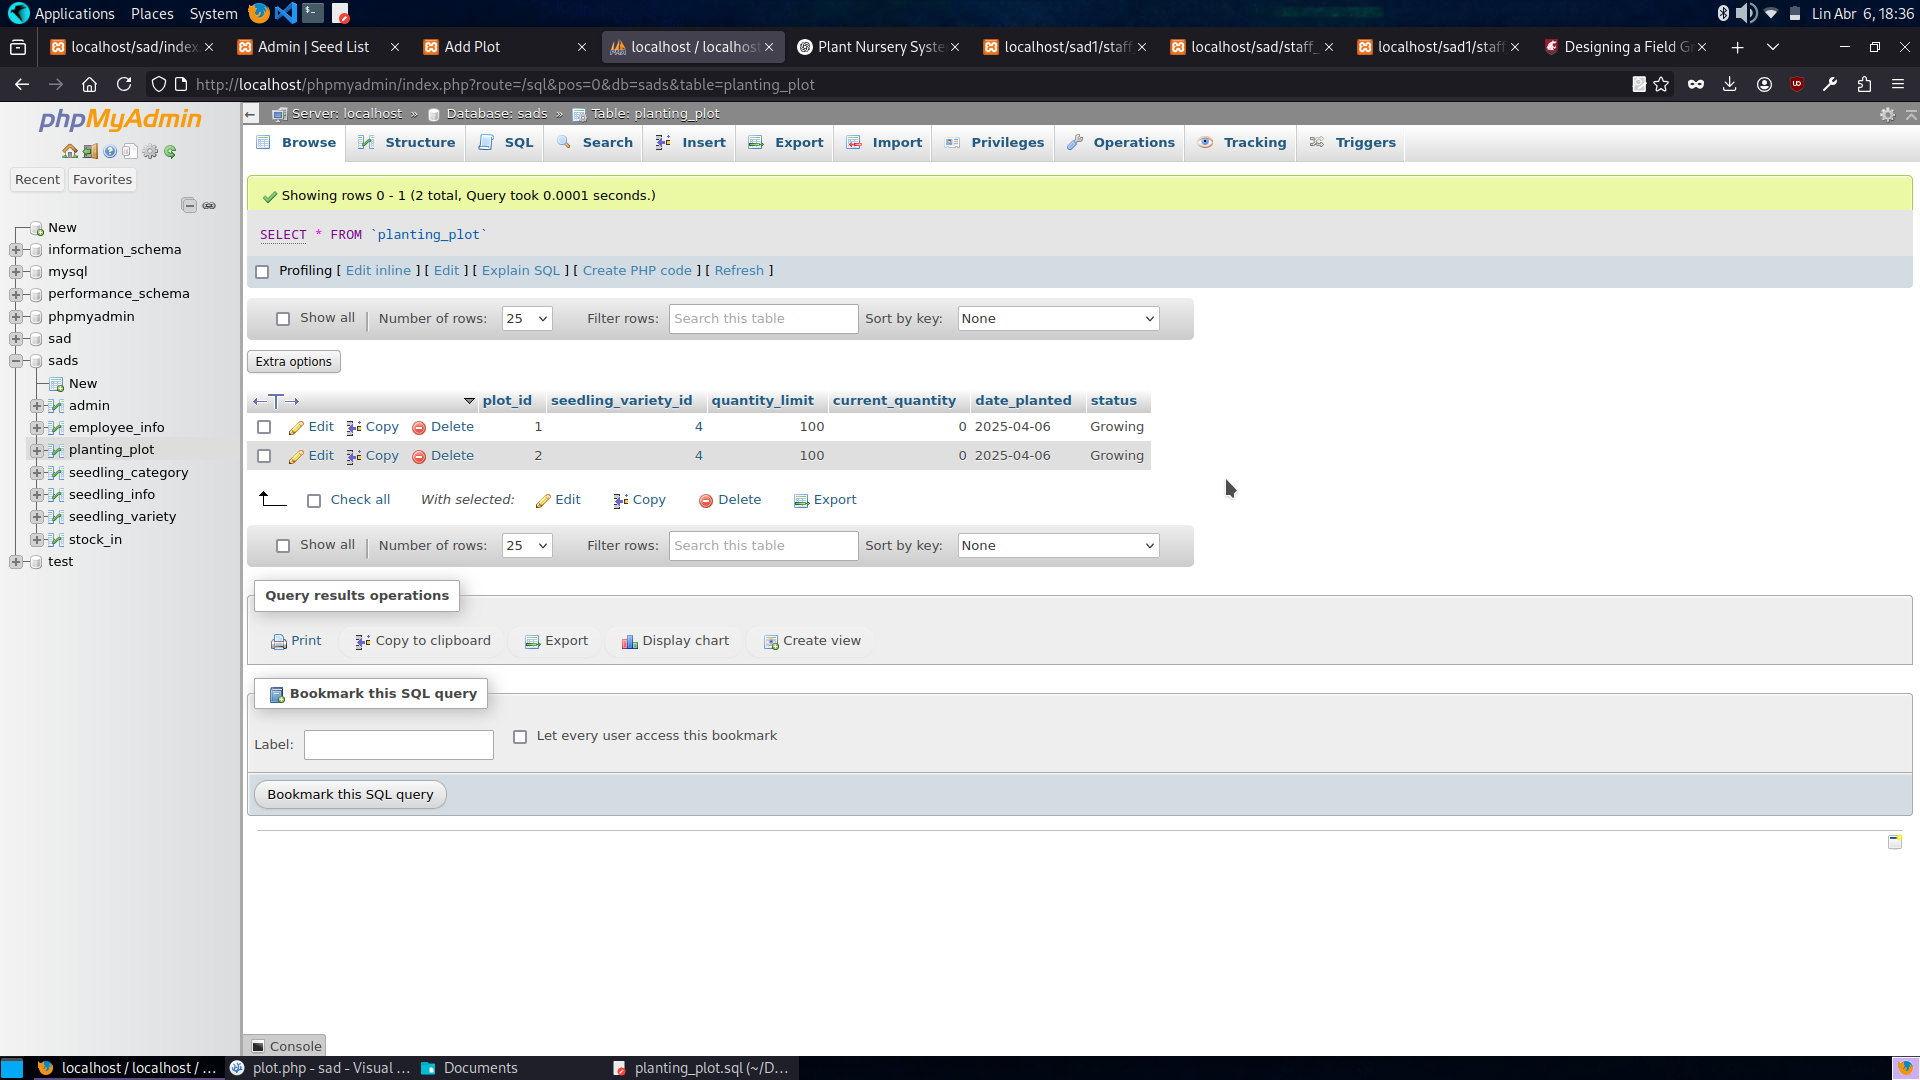 Applications Places System Lin Abr 6, 18:36
localhost/sad/index Admin | Seed List Add Plot localhost / localhost Plant Nursery Syste localhost/sad1/staff localhost/sad/staff_ localhost/sad1/staff Designing a Field G
http://localhost/phpmyadmin/index.php?route=/sql&pos=0&db=sads&table=planting_plot
phpMyAdmin
Recent Favorites
New
information_schema
mysql
performance_schema
phpmyadmin
sad
sads
New
admin
employee_info
planting_plot
seedling_category
seedling_info
seedling_variety
stock_in
test
Server: localhost » Database: sads » Table: planting_plot
Browse Structure SQL Search Insert Export Import Privileges Operations Tracking Triggers
Showing rows 0 - 1 (2 total, Query took 0.0001 seconds.)
SELECT * FROM `planting_plot`
Profiling [ Edit inline ] [ Edit ] [ Explain SQL ] [ Create PHP code ] [ Refresh ]
Show all Number of rows: 25 Filter rows: Search this table Sort by key: None
Extra options
←T→ plot_id seedling_variety_id quantity_limit current_quantity date_planted status
Edit Copy Delete 1 4 100 0 2025-04-06 Growing
Edit Copy Delete 2 4 100 0 2025-04-06 Growing
Check all With selected: Edit Copy Delete Export
Show all Number of rows: 25 Filter rows: Search this table Sort by key: None
Query results operations
Print Copy to clipboard Export Display chart Create view
Bookmark this SQL query
Label: Let every user access this bookmark
Bookmark this SQL query
Console
localhost / localhost / ... plot.php - sad - Visual ... Documents planting_plot.sql (~/D...